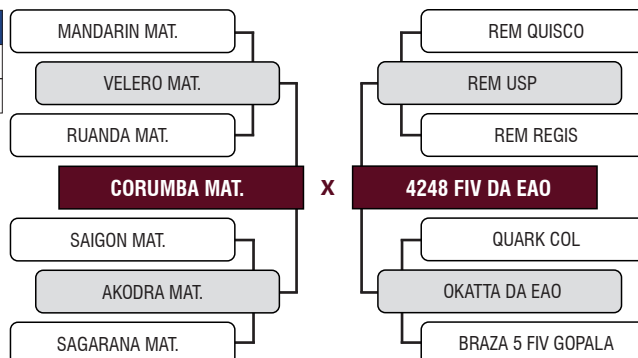 MANDARIN MAT.
VELERO MAT.
RUANDA MAT.
CORUMBA MAT.
SAIGON MAT.
AKODRA MAT.
SAGARANA MAT.
X
REM QUISCO
REM USP
REM REGIS
4248 FIV DA EAO
QUARK COL
OKATTA DA EAO
BRAZA 5 FIV GOPALA